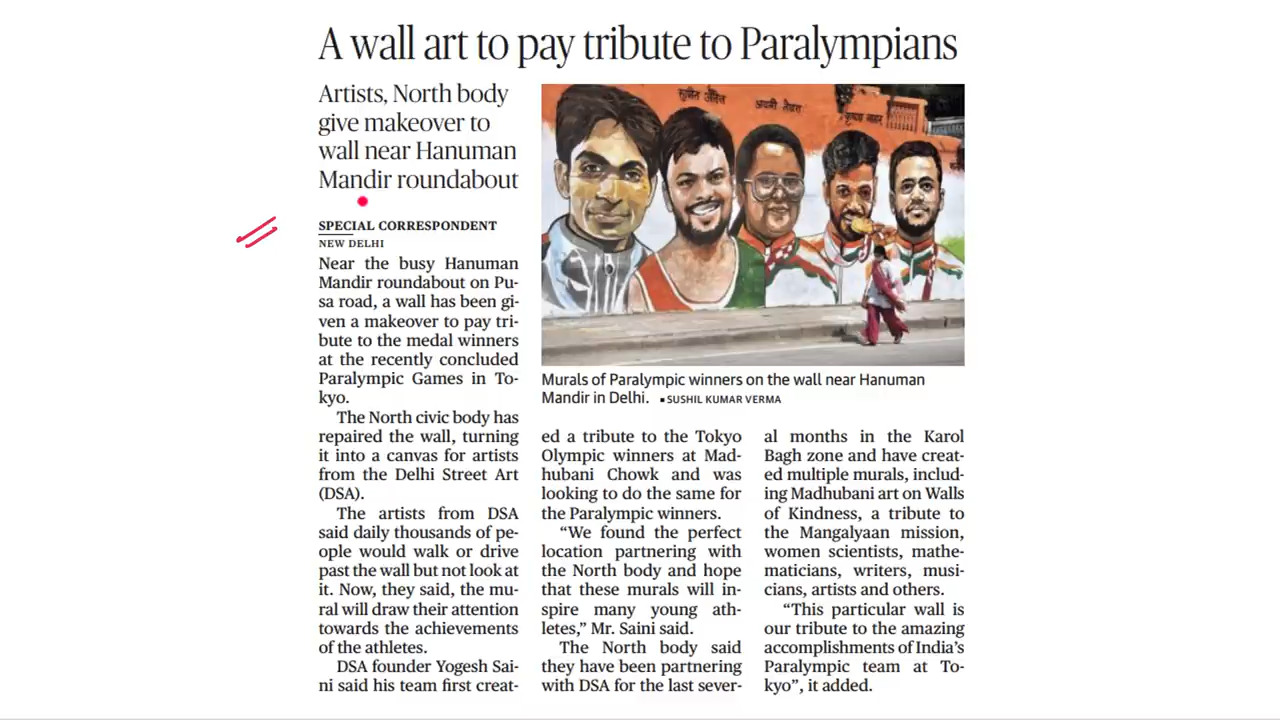 A wall art to pay tribute to Paralympians
Artists, North body
give makeover to
wall near Hanuman
Mandir roundabout
SPECIAL CORRESPONDENT
NEW DELHI
Near the busy Hanuman
Mandir roundabout on Pu-
sa road, a wall has been gi-
ven a makeover to pay tri-
bute to the medal winners
at the recently concluded
Paralympic Games in To-
kyo.
The North civic body has
repaired the wall, turning
it into a canvas for artists
from the Delhi Street Art
(DSA).
The artists from DSA
said daily thousands of pe-
ople would walk or drive
past the wall but not look at
it. Now, they said, the mu-
ral will draw their attention
towards the achievements
of the athletes.
DSA founder Yogesh Sai-
ni said his team first creat-
सुमित अंतिल
अवनी लेखरा
कृष्णा नागर
Murals of Paralympic winners on the wall near Hanuman
Mandir in Delhi. ▪ SUSHIL KUMAR VERMA
ed a tribute to the Tokyo
Olympic winners at Mad-
hubani Chowk and was
looking to do the same for
the Paralympic winners.
“We found the perfect
location partnering with
the North body and hope
that these murals will in-
spire many young ath-
letes,” Mr. Saini said.
The North body said
they have been partnering
with DSA for the last sever-
al months in the Karol
Bagh zone and have creat-
ed multiple murals, includ-
ing Madhubani art on Walls
of Kindness, a tribute to
the Mangalyaan mission,
women scientists, mathe-
maticians, writers, musi-
cians, artists and others.
“This particular wall is
our tribute to the amazing
accomplishments of India’s
Paralympic team at To-
kyo”, it added.